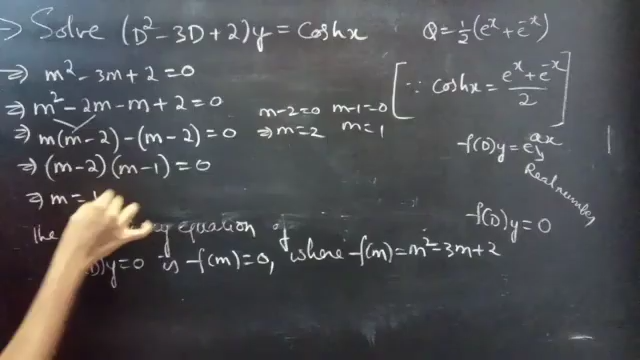 ⇒ Solve (D² - 3D + 2)y = Coshx
⇒ m² - 3m + 2 = 0
⇒ m² - 2m - m + 2 = 0
⇒ m(m - 2) - (m - 2) = 0
⇒ (m - 2)(m - 1) = 0
⇒ m = 1
m - 2 = 0 m - 1 = 0
⇒ m = 2 m = 1
The equation of
)y = 0 is f(m) = 0, where f(m) = m² - 3m + 2
Q = 1/2 (e^x + e^-x)
[∵ coshx = (e^x + e^-x)/2]
f(D)y = e^ax
Real number
f(D)y = 0